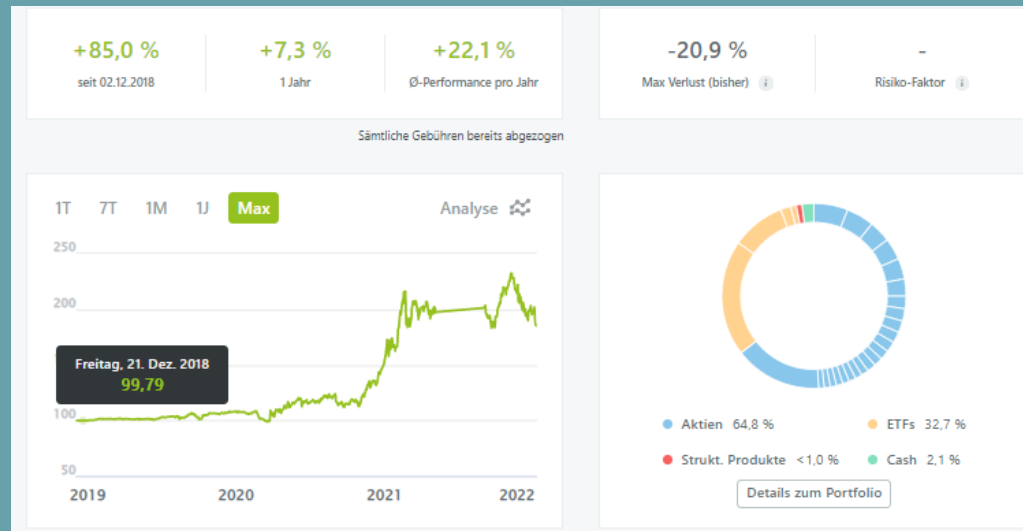 +85,0 %
seit 02.12.2018
+7,3 %
1 Jahr
+22,1 %
Ø-Performance pro Jahr
-20,9 %
Max Verlust (bisher) i
-
Risiko-Faktor i
Sämtliche Gebühren bereits abgezogen
1T 7T 1M 1J Max
Analyse
250
200
Freitag, 21. Dez. 2018
99,79
100
50
2019 2020 2021 2022
Aktien 64,8 %
ETFs 32,7 %
Strukt. Produkte <1,0 %
Cash 2,1 %
Details zum Portfolio